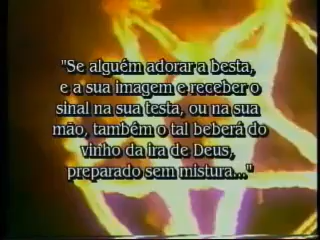 "Se alguém adorar a besta,
e a sua imagem e receber o
sinal na sua testa, ou na sua
mão, também o tal beberá do
vinho da ira de Deus,
preparado sem mistura..."